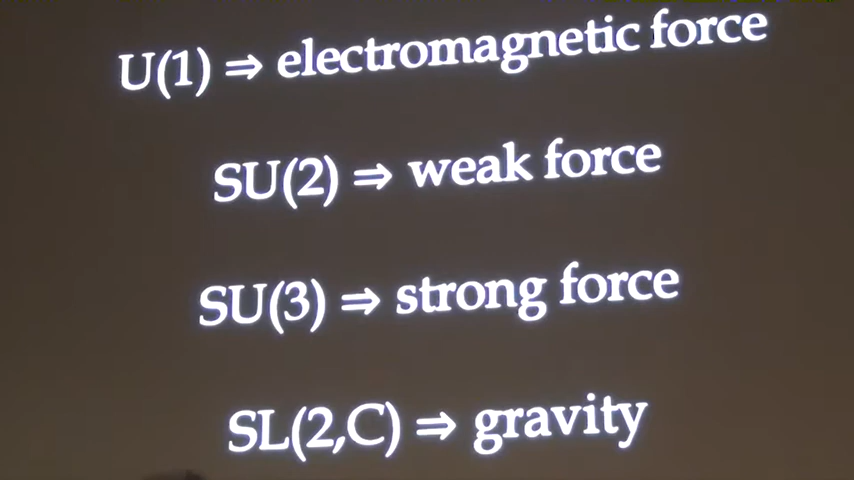 U(1) ⇒ electromagnetic force
SU(2) ⇒ weak force
SU(3) ⇒ strong force
SL(2,C) ⇒ gravity